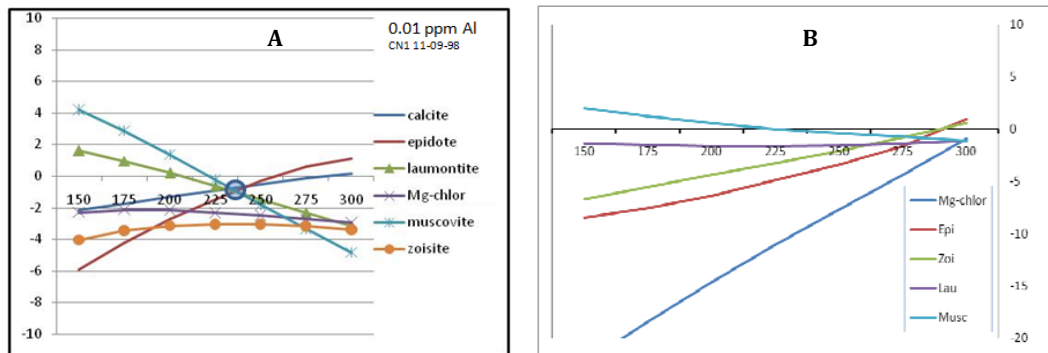 A
0.01 ppm Al
CN1 11-09-98
10
8
6
4
2
0
-2
-4
-6
-8
-10
150 175 200 225 250 275 300
calcite
epidote
laumontite
Mg-chlor
muscovite
zoisite
B
10
5
0
-5
-10
-15
-20
150 175 200 225 250 275 300
Mg-chlor
Epi
Zoi
Lau
Musc